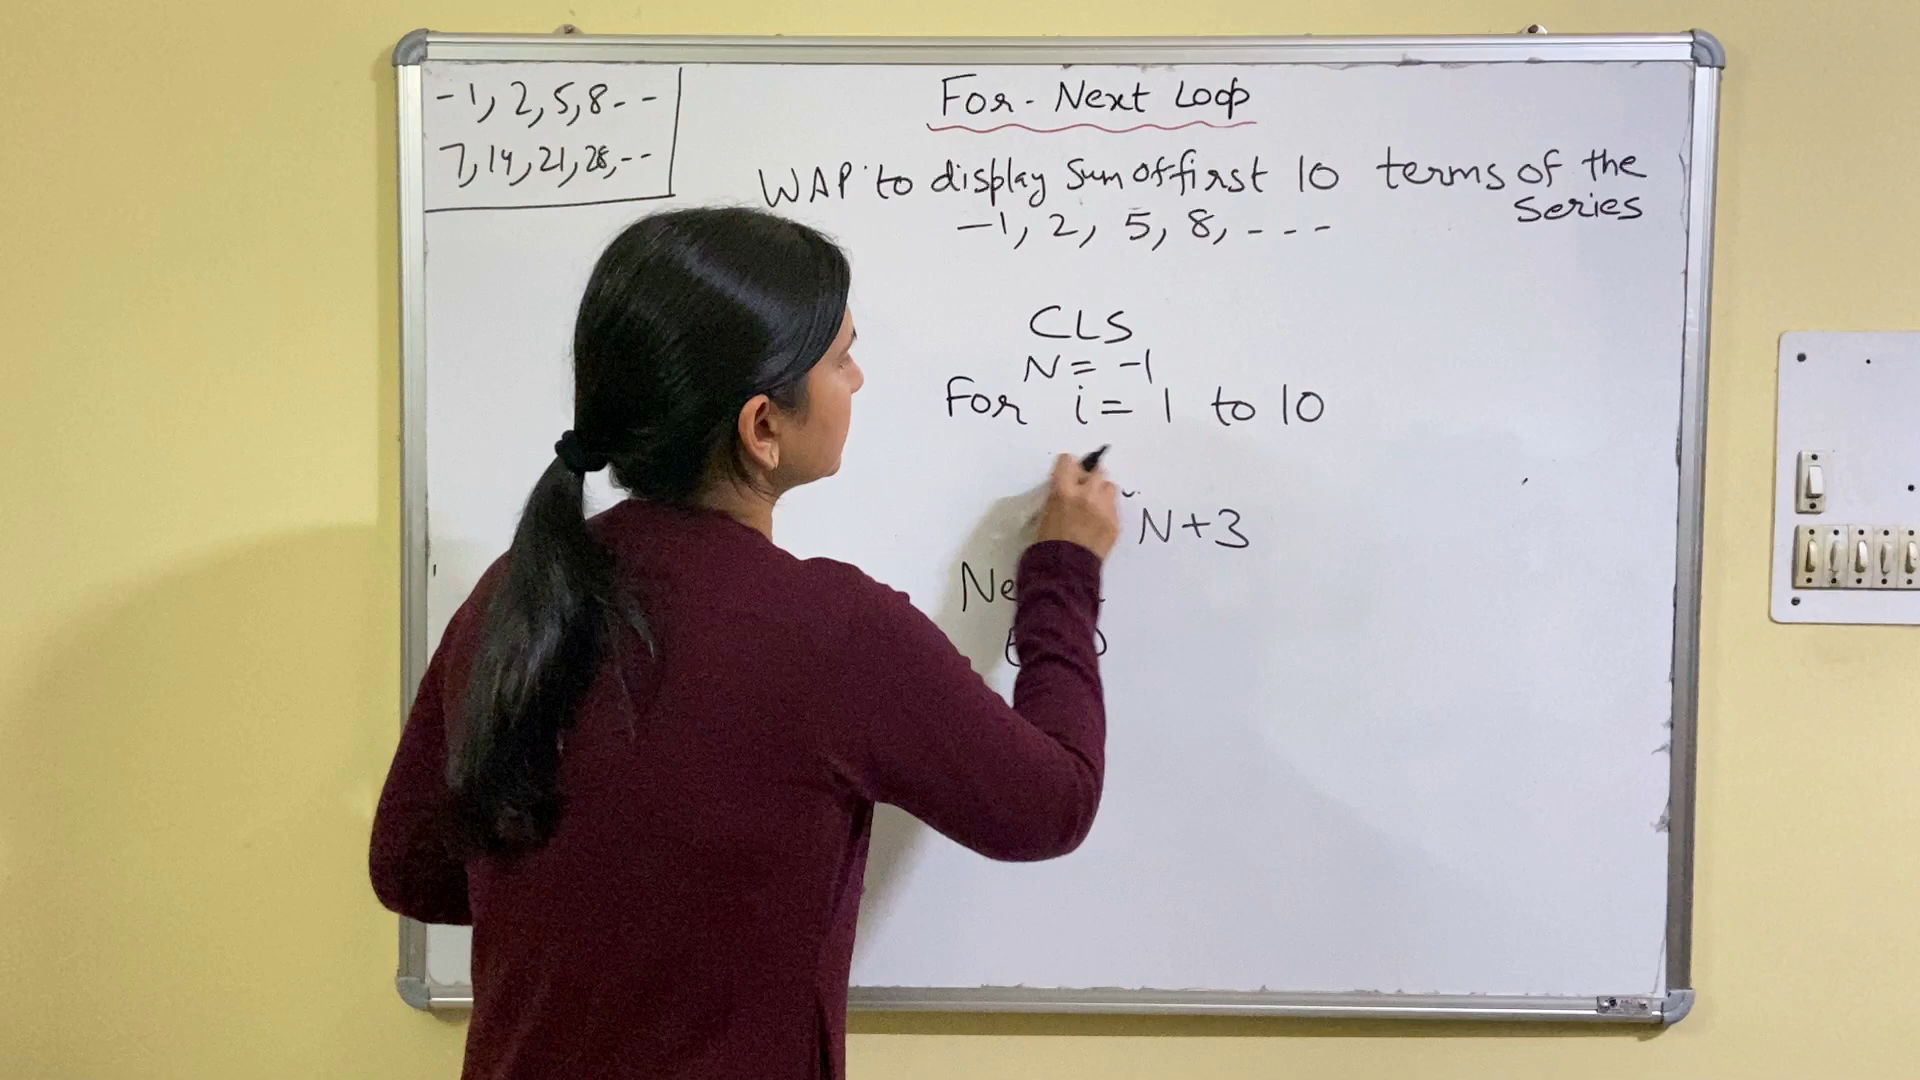 -1, 2, 5, 8 - -
7, 14, 21, 28, - -
For - Next Loop
WAP to display Sum of first 10 terms of the
series
-1, 2, 5, 8, - - -
CLS
N = -1
For i = 1 to 10
N + 3